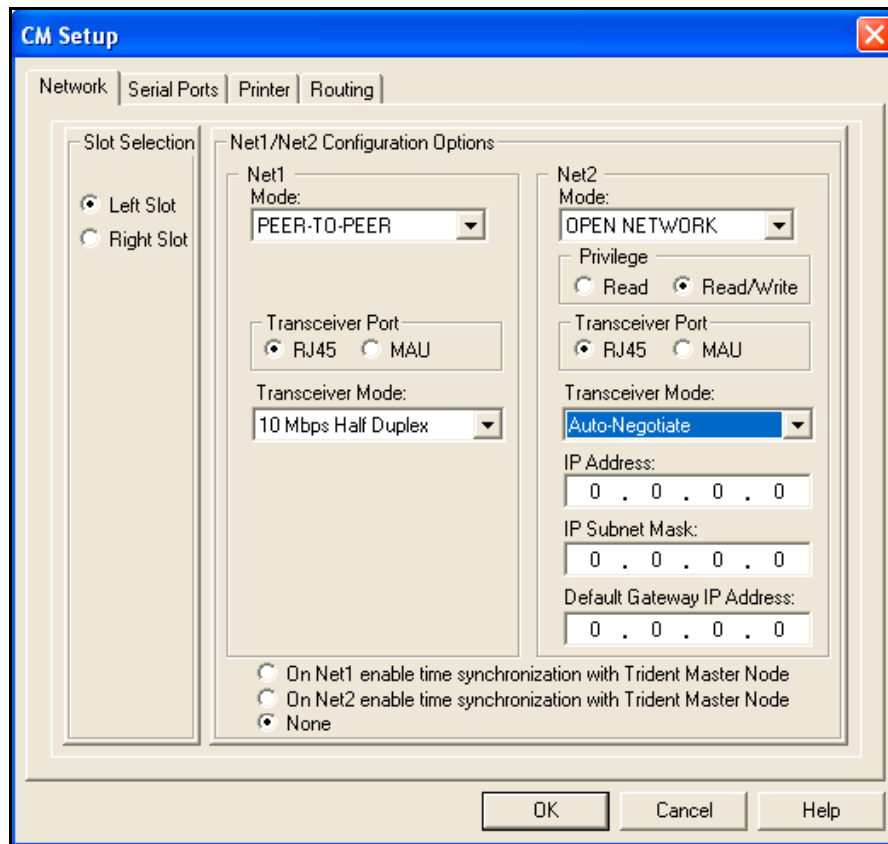 CM Setup
Network Serial Ports Printer Routing
Slot Selection
Left Slot
Right Slot
Net1/Net2 Configuration Options
Net1
Mode:
PEER-TO-PEER
Transceiver Port
RJ45 MAU
Transceiver Mode:
10 Mbps Half Duplex
Net2
Mode:
OPEN NETWORK
Privilege
Read Read/Write
Transceiver Port
RJ45 MAU
Transceiver Mode:
Auto-Negotiate
IP Address:
0 . 0 . 0 . 0
IP Subnet Mask:
0 . 0 . 0 . 0
Default Gateway IP Address:
0 . 0 . 0 . 0
On Net1 enable time synchronization with Trident Master Node
On Net2 enable time synchronization with Trident Master Node
None
OK Cancel Help